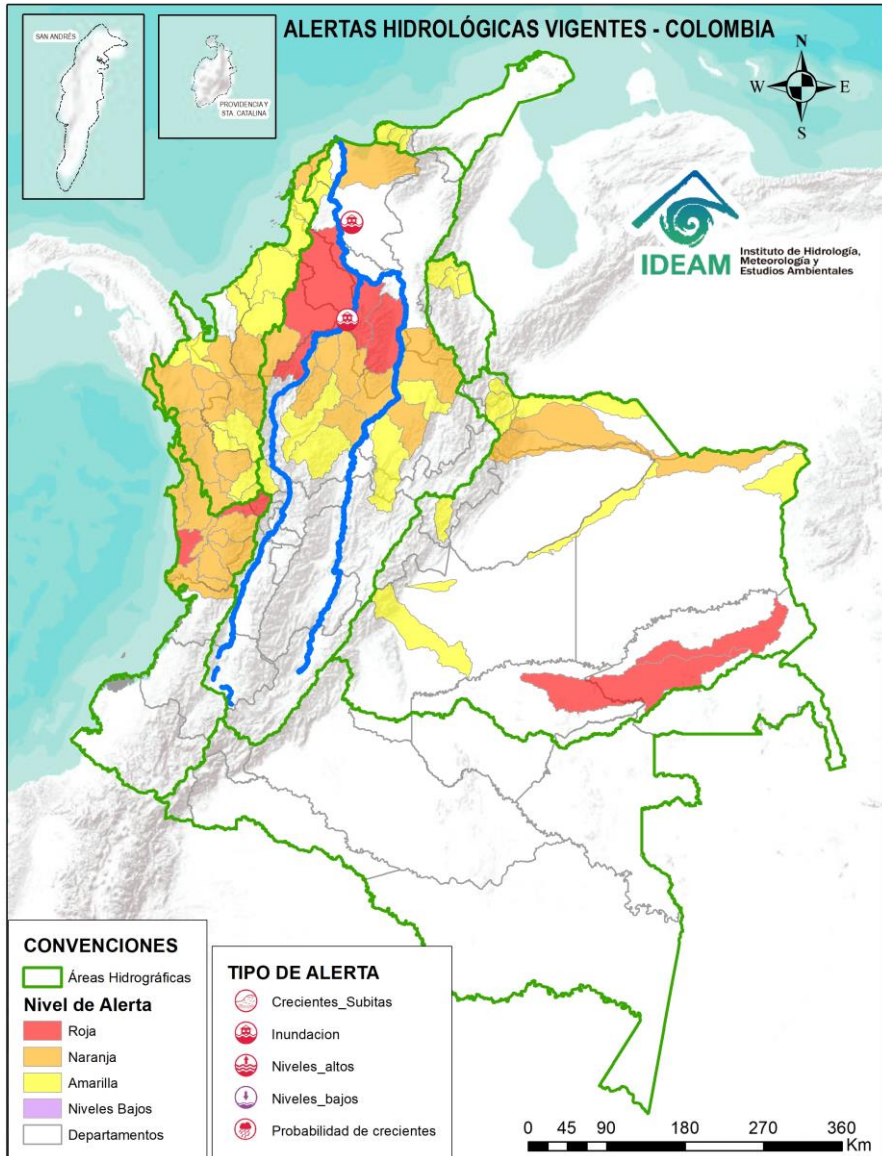 ALERTAS HIDROLÓGICAS VIGENTES - COLOMBIA
SAN ANDRÉS
PROVIDENCIA Y
STA. CATALINA
N
W
E
S
IDEAM
Instituto de Hidrología,
Meteorología y
Estudios Ambientales
CONVENCIONES
Áreas Hidrográficas
Nivel de Alerta
Roja
Naranja
Amarilla
Niveles Bajos
Departamentos
TIPO DE ALERTA
Crecientes_Subitas
Inundacion
Niveles_altos
Niveles_bajos
Probabilidad de crecientes
0 45 90 180 270 360
Km